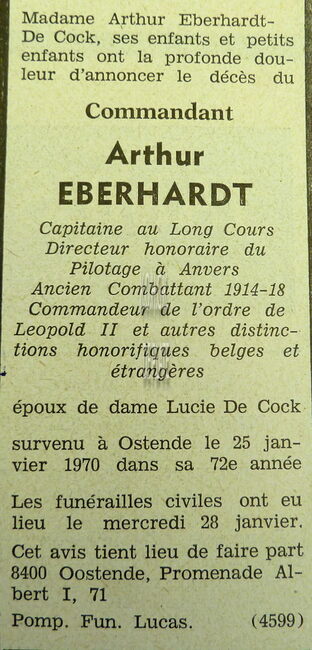 Madame Arthur Eberhardt-
De Cock, ses enfants et petits
enfants ont la profonde dou-
leur d'annoncer le décès du
Commandant
Arthur
EBERHARDT
Capitaine au Long Cours
Directeur honoraire du
Pilotage à Anvers
Ancien Combattant 1914-18
Commandeur de l'ordre de
Leopold II et autres distinc-
tions honorifiques belges et
étrangères
époux de dame Lucie De Cock
survenu à Ostende le 25 jan-
vier 1970 dans sa 72e année
Les funérailles civiles ont eu
lieu le mercredi 28 janvier.
Cet avis tient lieu de faire part
8400 Oostende, Promenade Al-
bert I, 71
Pomp. Fun. Lucas. (4599)